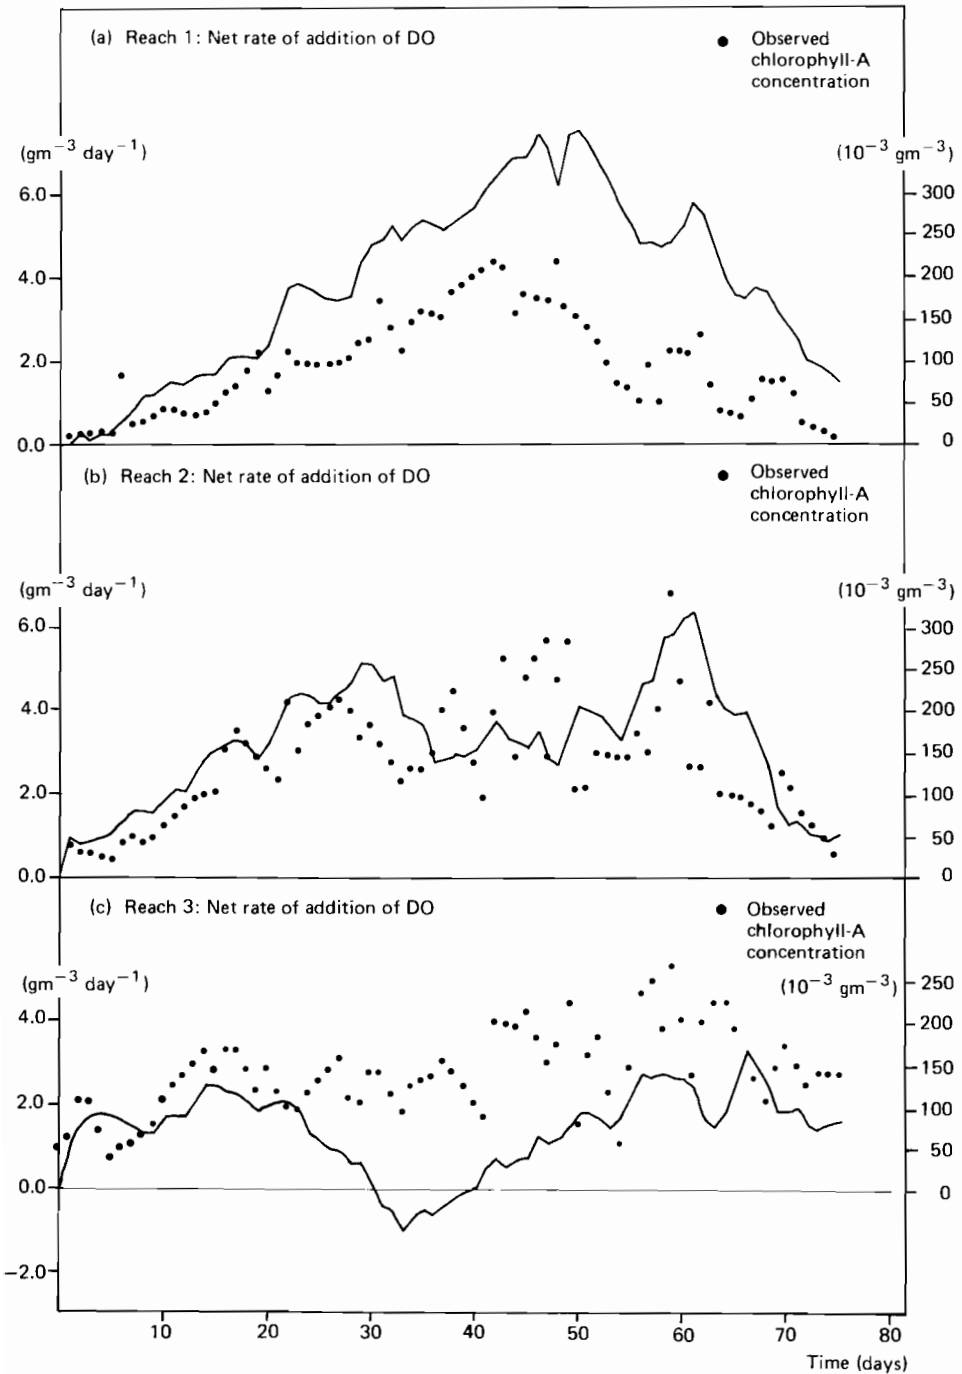 (a) Reach 1: Net rate of addition of DO
● Observed
chlorophyll-A
concentration
(gm⁻³ day⁻¹)
(10⁻³ gm⁻³)
6.0
4.0
2.0
0.0
300
250
200
150
100
50
0
(b) Reach 2: Net rate of addition of DO
● Observed
chlorophyll-A
concentration
(gm⁻³ day⁻¹)
(10⁻³ gm⁻³)
6.0
4.0
2.0
0.0
300
250
200
150
100
50
0
(c) Reach 3: Net rate of addition of DO
● Observed
chlorophyll-A
concentration
(gm⁻³ day⁻¹)
(10⁻³ gm⁻³)
4.0
2.0
0.0
−2.0
250
200
150
100
50
0
10 20 30 40 50 60 70 80
Time (days)